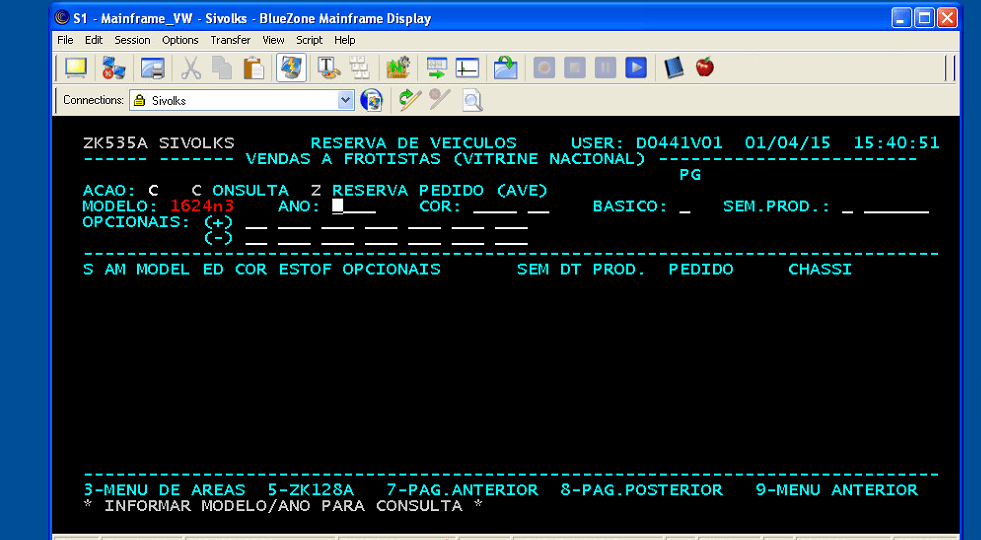 S1 - Mainframe_VW - Sivolks - BlueZone Mainframe Display
File Edit Session Options Transfer View Script Help
Connections: Sivolks
ZK535A SIVOLKS RESERVA DE VEICULOS USER: D0441V01 01/04/15 15:40:51
------ ------- VENDAS A FROTISTAS (VITRINE NACIONAL) ------------------------
PG
ACAO: C C ONSULTA Z RESERVA PEDIDO (AVE)
MODELO: 1624n3 ANO: ____ COR: ____ __ BASICO: _ SEM.PROD.: _ ______
OPCIONAIS: (+) __ ___ ___ ___ ___ ___ ___
(-) __ ___ ___ ___ ___ ___ ___
-------------------------------------------------------------------------------
S AM MODEL ED COR ESTOF OPCIONAIS SEM DT PROD. PEDIDO CHASSI
-------------------------------------------------------------------------------
3-MENU DE AREAS 5-ZK128A 7-PAG.ANTERIOR 8-PAG.POSTERIOR 9-MENU ANTERIOR
* INFORMAR MODELO/ANO PARA CONSULTA *